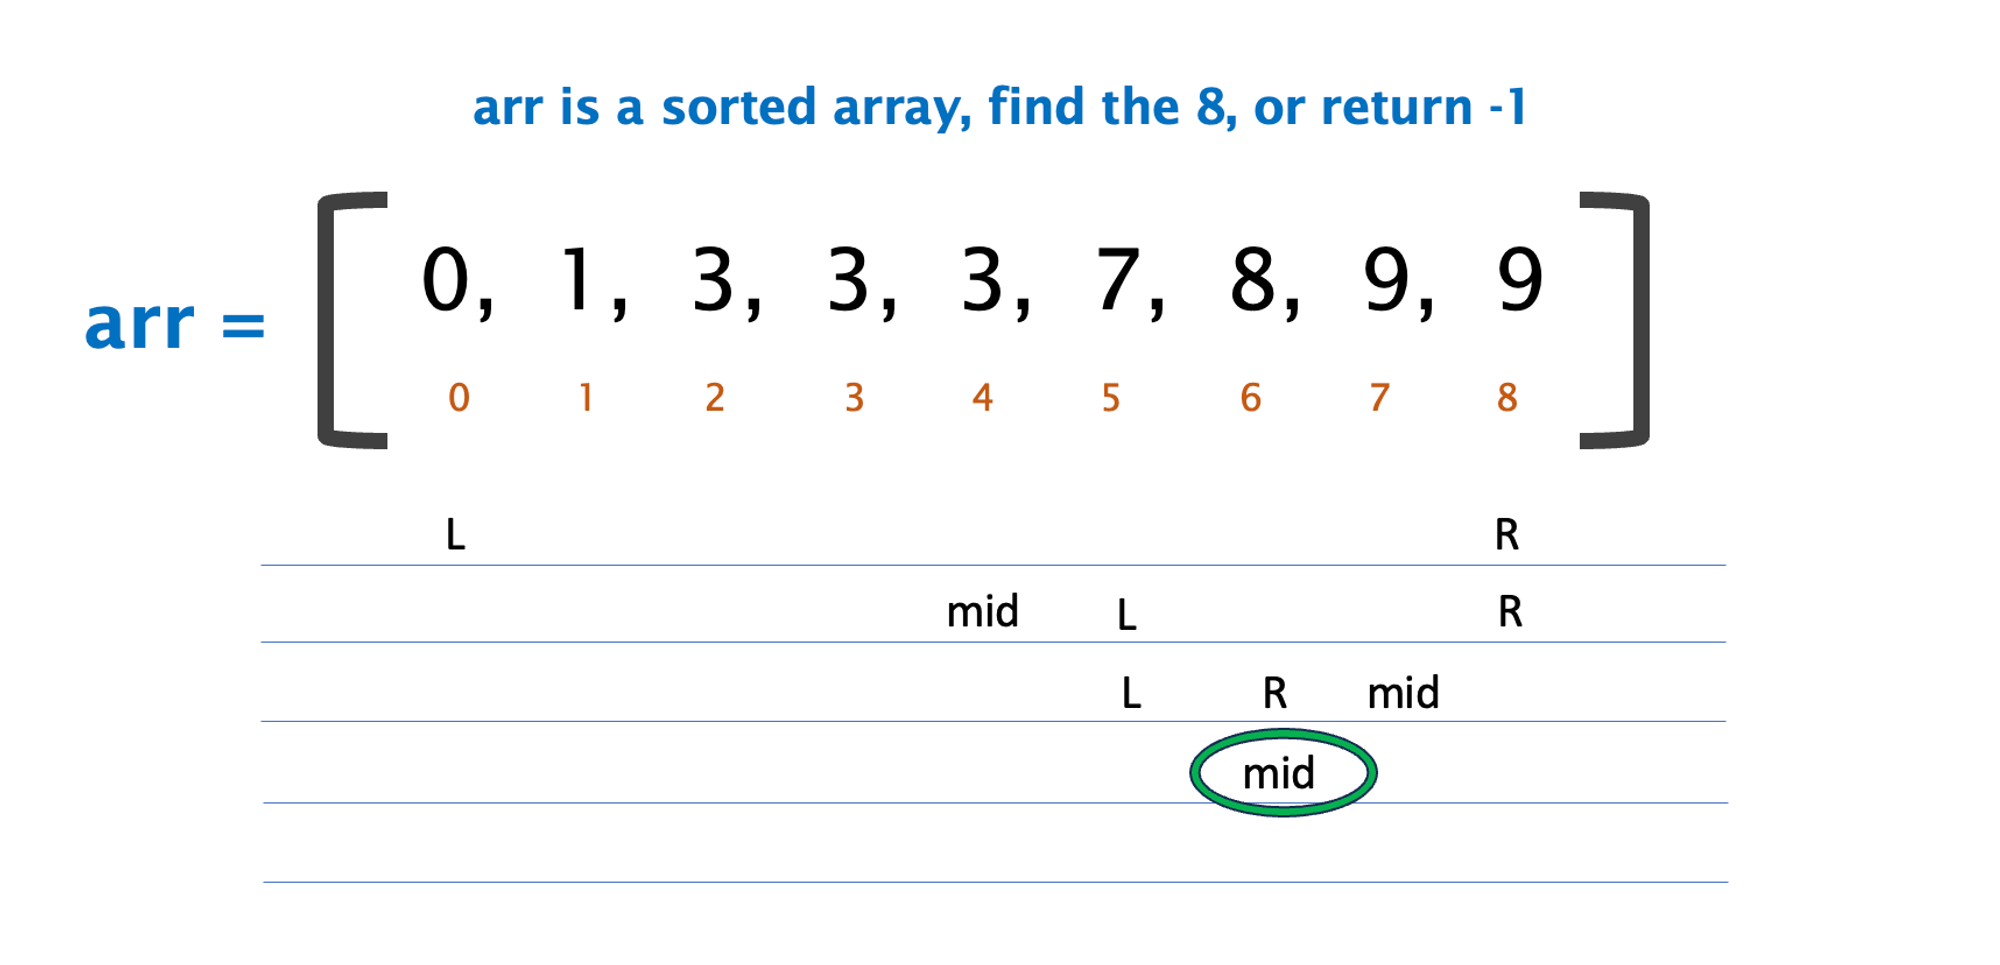 arr is a sorted array, find the 8, or return -1
arr = [ 0, 1, 3, 3, 3, 7, 8, 9, 9 ]
0 1 2 3 4 5 6 7 8
L R
mid L R
L R mid
mid